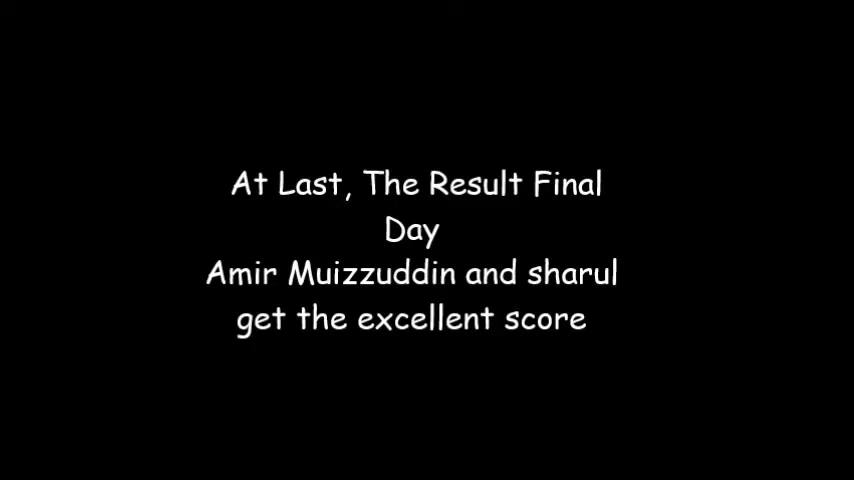 At Last, The Result Final
Day
Amir Muizzuddin and sharul
get the excellent score